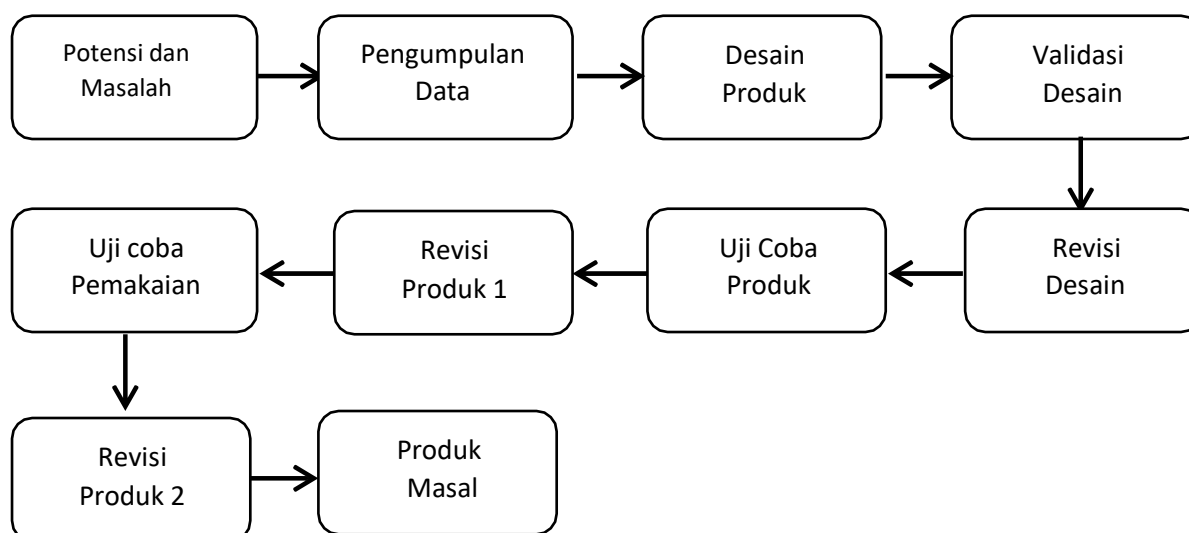 Potensi dan
Masalah
Pengumpulan
Data
Desain
Produk
Validasi
Desain
Revisi
Desain
Uji Coba
Produk
Revisi
Produk 1
Uji coba
Pemakaian
Revisi
Produk 2
Produk
Masal